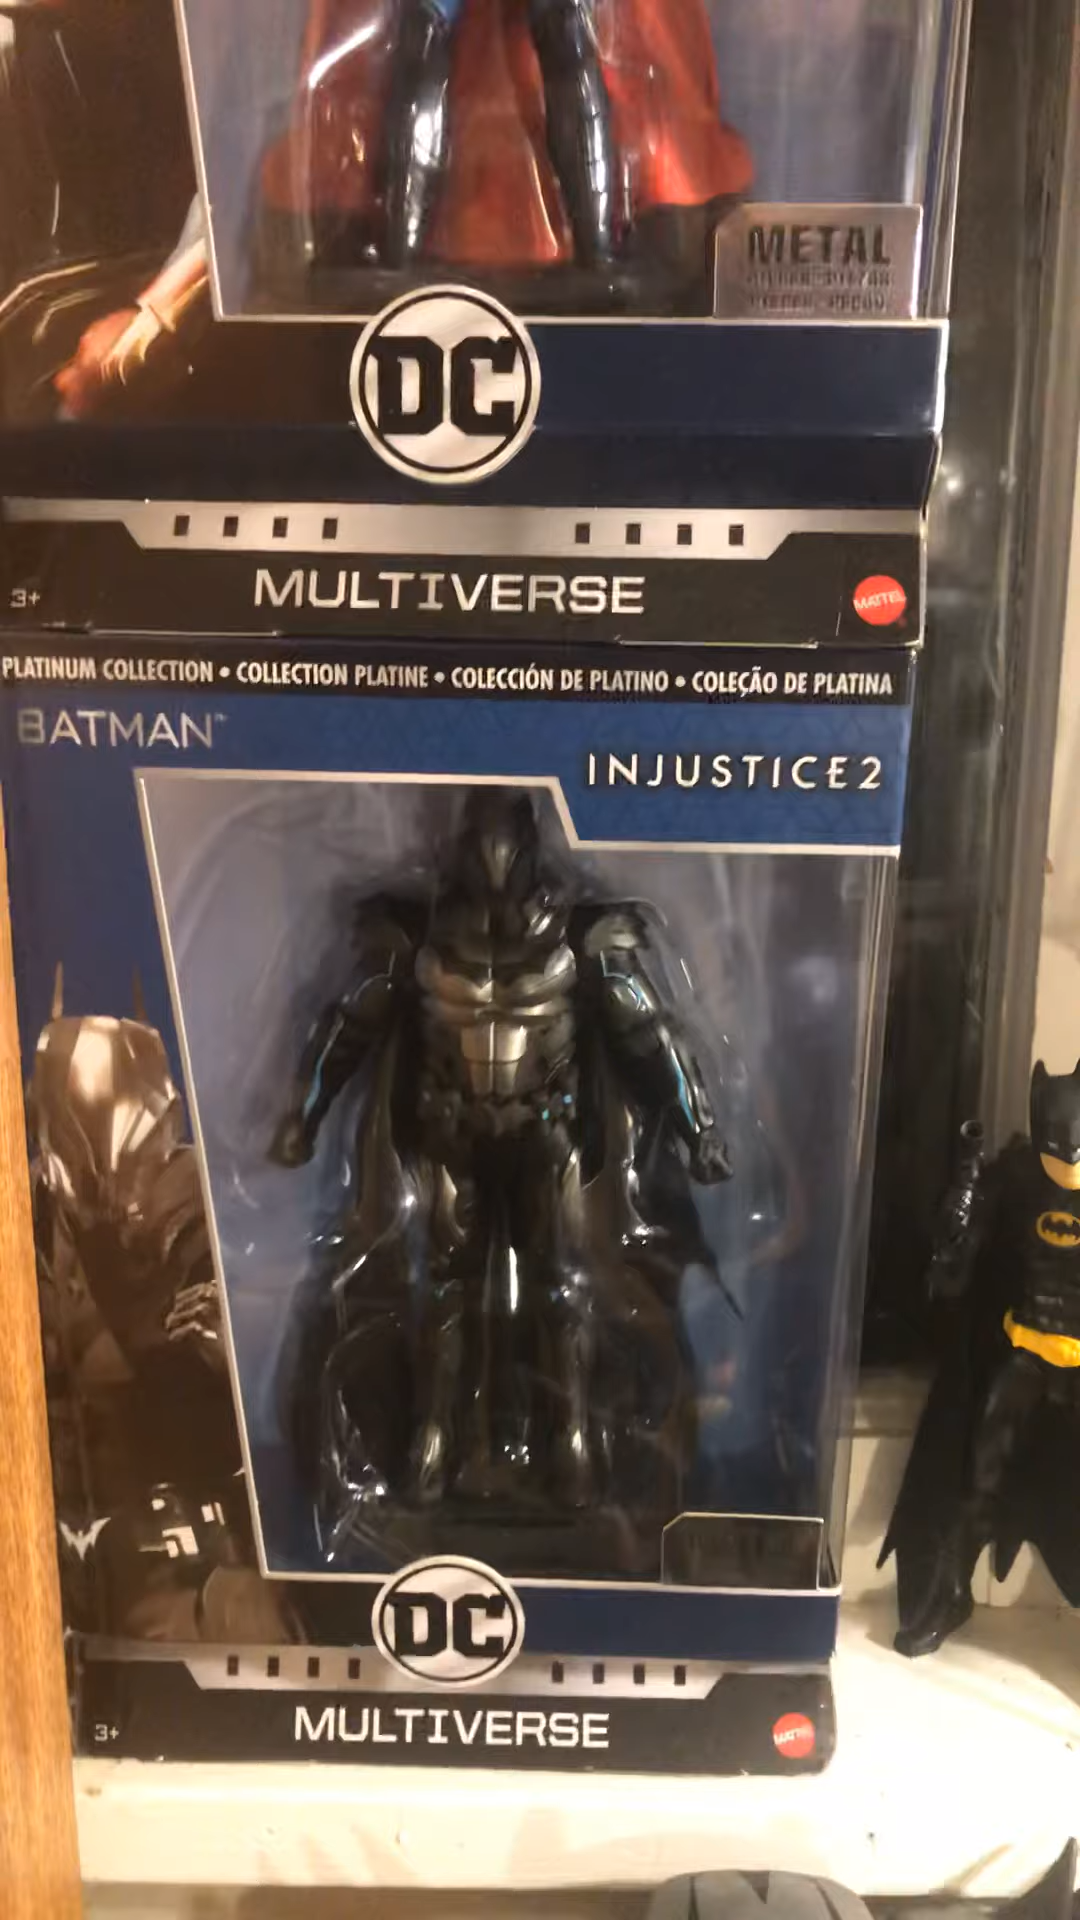 METAL
DC
MULTIVERSE
3+
MATTEL
PLATINUM COLLECTION • COLLECTION PLATINE • COLECCIÓN DE PLATINO • COLEÇÃO DE PLATINA
BATMAN™
INJUSTICE 2
DC
MULTIVERSE
3+
MATTEL